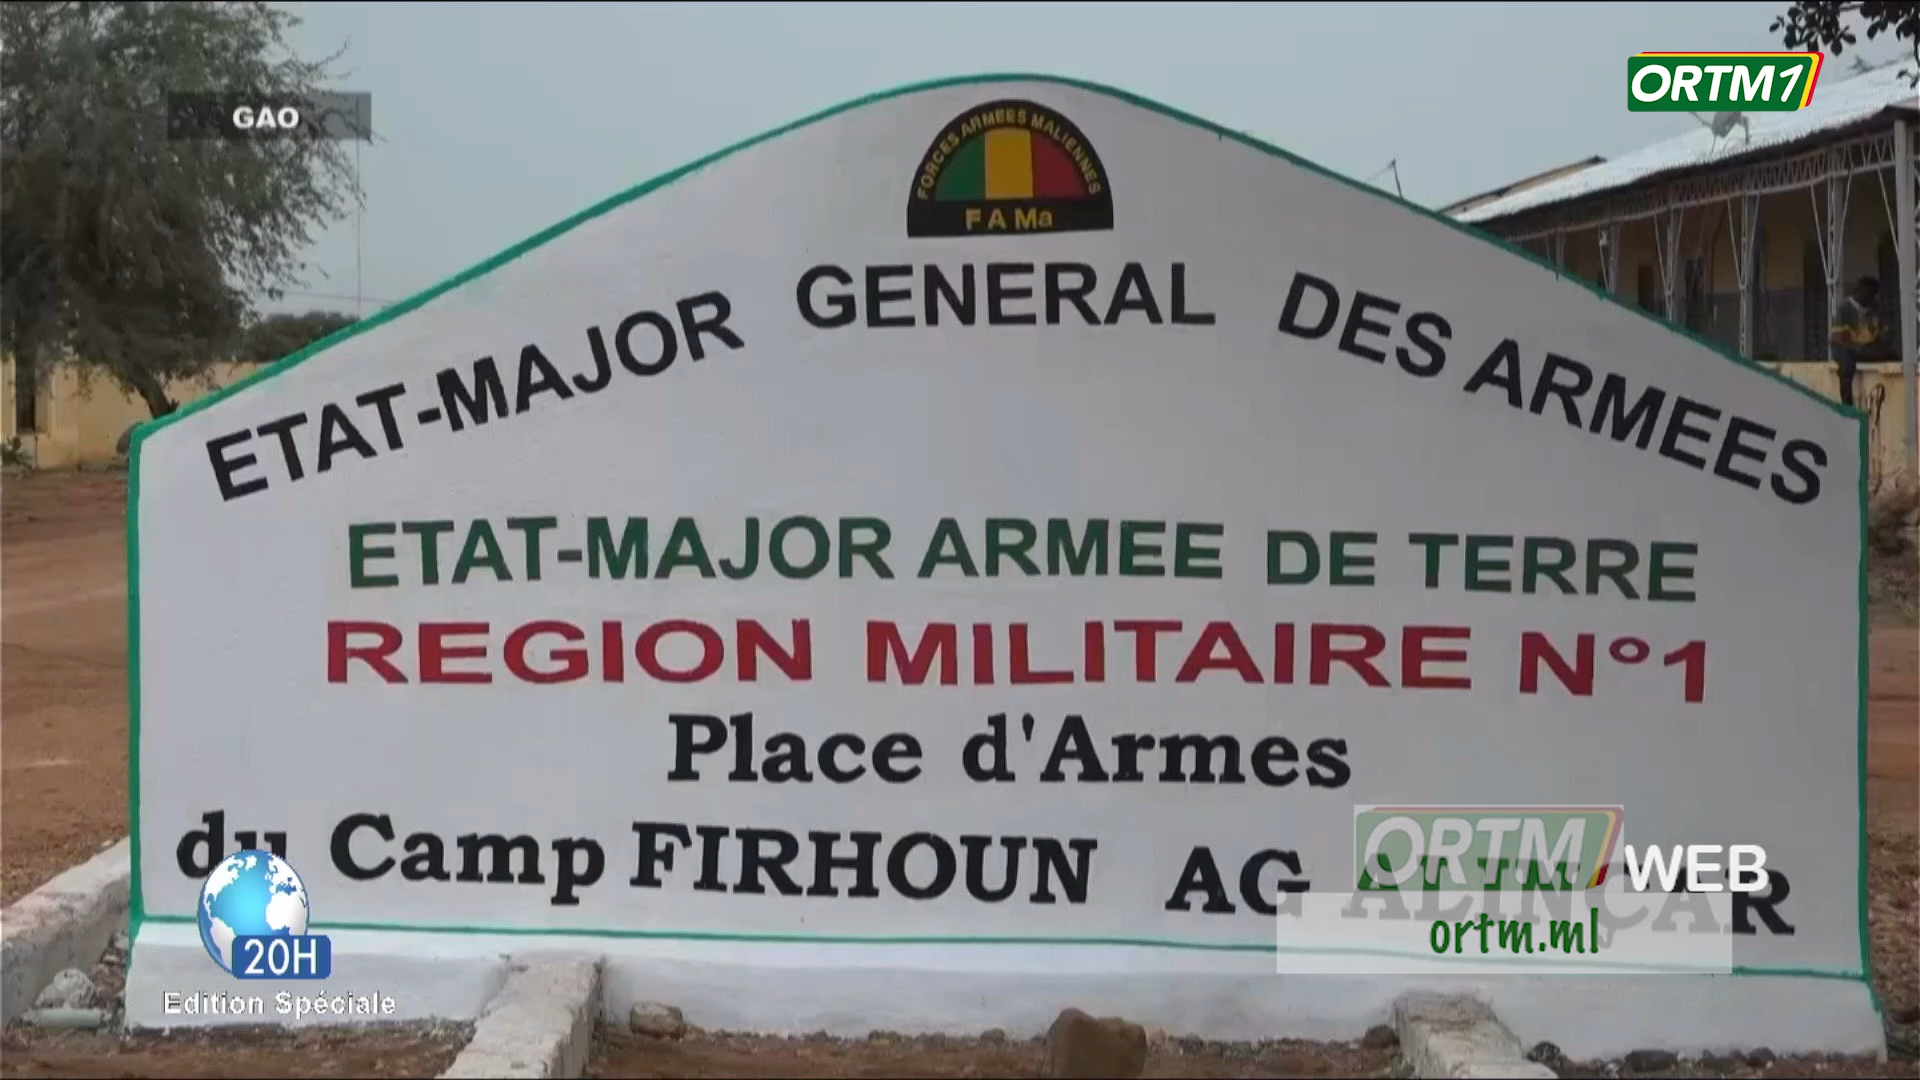 GAO
ORTM1
FORCES ARMEES MALIENNES
FAMa
ETAT-MAJOR GENERAL DES ARMEES
ETAT-MAJOR ARMEE DE TERRE
REGION MILITAIRE N°1
Place d'Armes
du Camp FIRHOUN AG ALINÇAR
ORTM WEB
ortm.ml
20H
Edition Spéciale